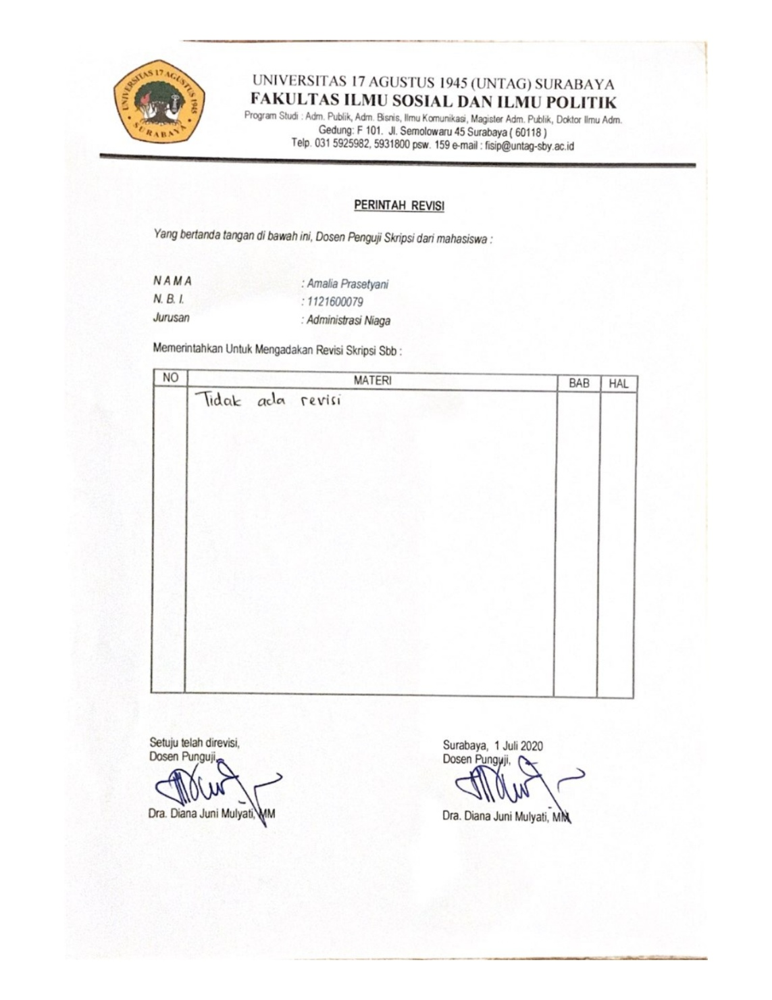 UNIVERSITAS 17 AGUSTUS 1945
SURABAYA
UNIVERSITAS 17 AGUSTUS 1945 (UNTAG) SURABAYA
FAKULTAS ILMU SOSIAL DAN ILMU POLITIK
Program Studi : Adm. Publik, Adm. Bisnis, Ilmu Komunikasi, Magister Adm. Publik, Doktor Ilmu Adm.
Gedung: F 101. Jl. Semolowaru 45 Surabaya ( 60118 )
Telp. 031 5925982, 5931800 psw. 159 e-mail : fisip@untag-sby.ac.id
PERINTAH REVISI
Yang bertanda tangan di bawah ini, Dosen Penguji Skripsi dari mahasiswa :
N A M A : Amalia Prasetyani
N. B. I. : 1121600079
Jurusan : Administrasi Niaga
Memerintahkan Untuk Mengadakan Revisi Skripsi Sbb :
NO MATERI BAB HAL
Tidak ada revisi
Setuju telah direvisi, Surabaya, 1 Juli 2020
Dosen Punguji, Dosen Punguji,
Dra. Diana Juni Mulyati, MM Dra. Diana Juni Mulyati, MM